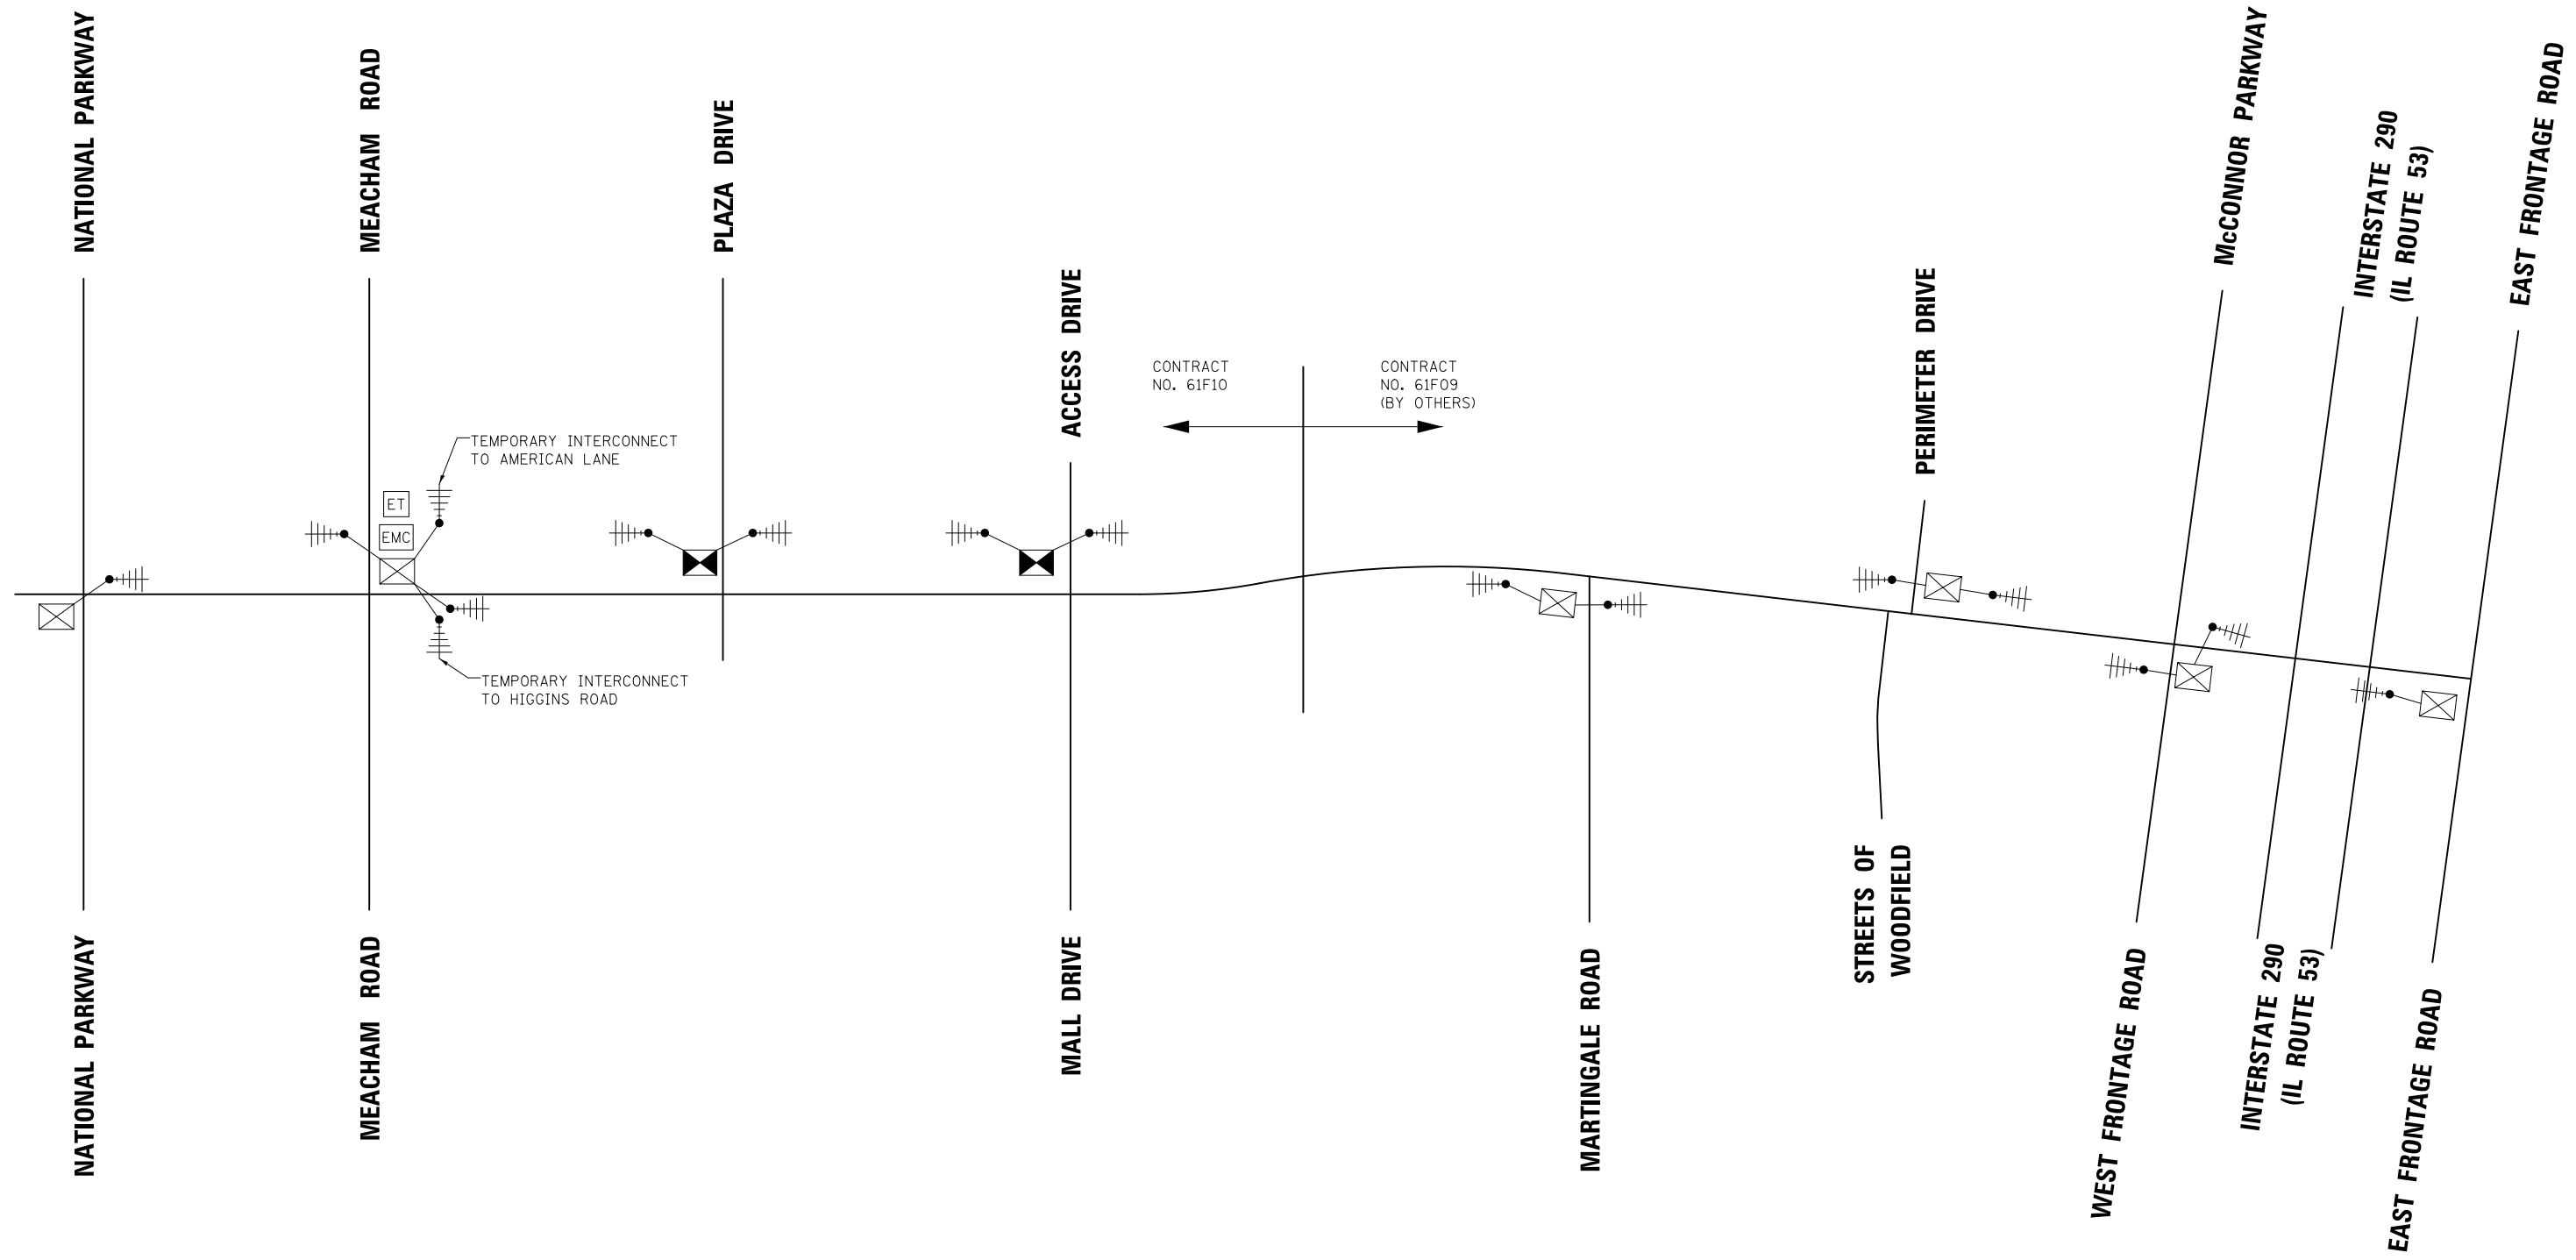 NATIONAL PARKWAY
MEACHAM ROAD
PLAZA DRIVE
ACCESS DRIVE
PERIMETER DRIVE
McCONNOR PARKWAY
INTERSTATE 290
(IL ROUTE 53)
EAST FRONTAGE ROAD
CONTRACT
NO. 61F10
CONTRACT
NO. 61F09
(BY OTHERS)
TEMPORARY INTERCONNECT
TO AMERICAN LANE
ET
EMC
TEMPORARY INTERCONNECT
TO HIGGINS ROAD
NATIONAL PARKWAY
MEACHAM ROAD
MALL DRIVE
MARTINGALE ROAD
STREETS OF
WOODFIELD
WEST FRONTAGE ROAD
INTERSTATE 290
(IL ROUTE 53)
EAST FRONTAGE ROAD